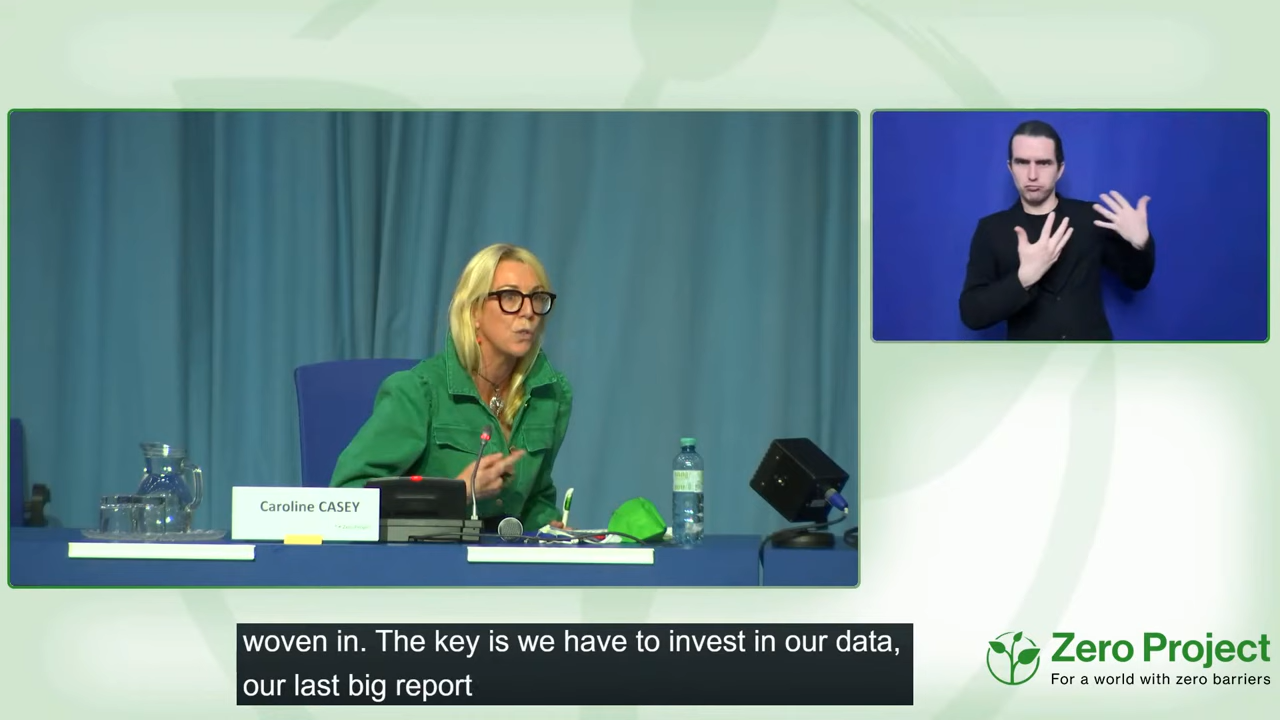 Caroline CASEY
woven in. The key is we have to invest in our data,
our last big report
Zero Project
For a world with zero barriers